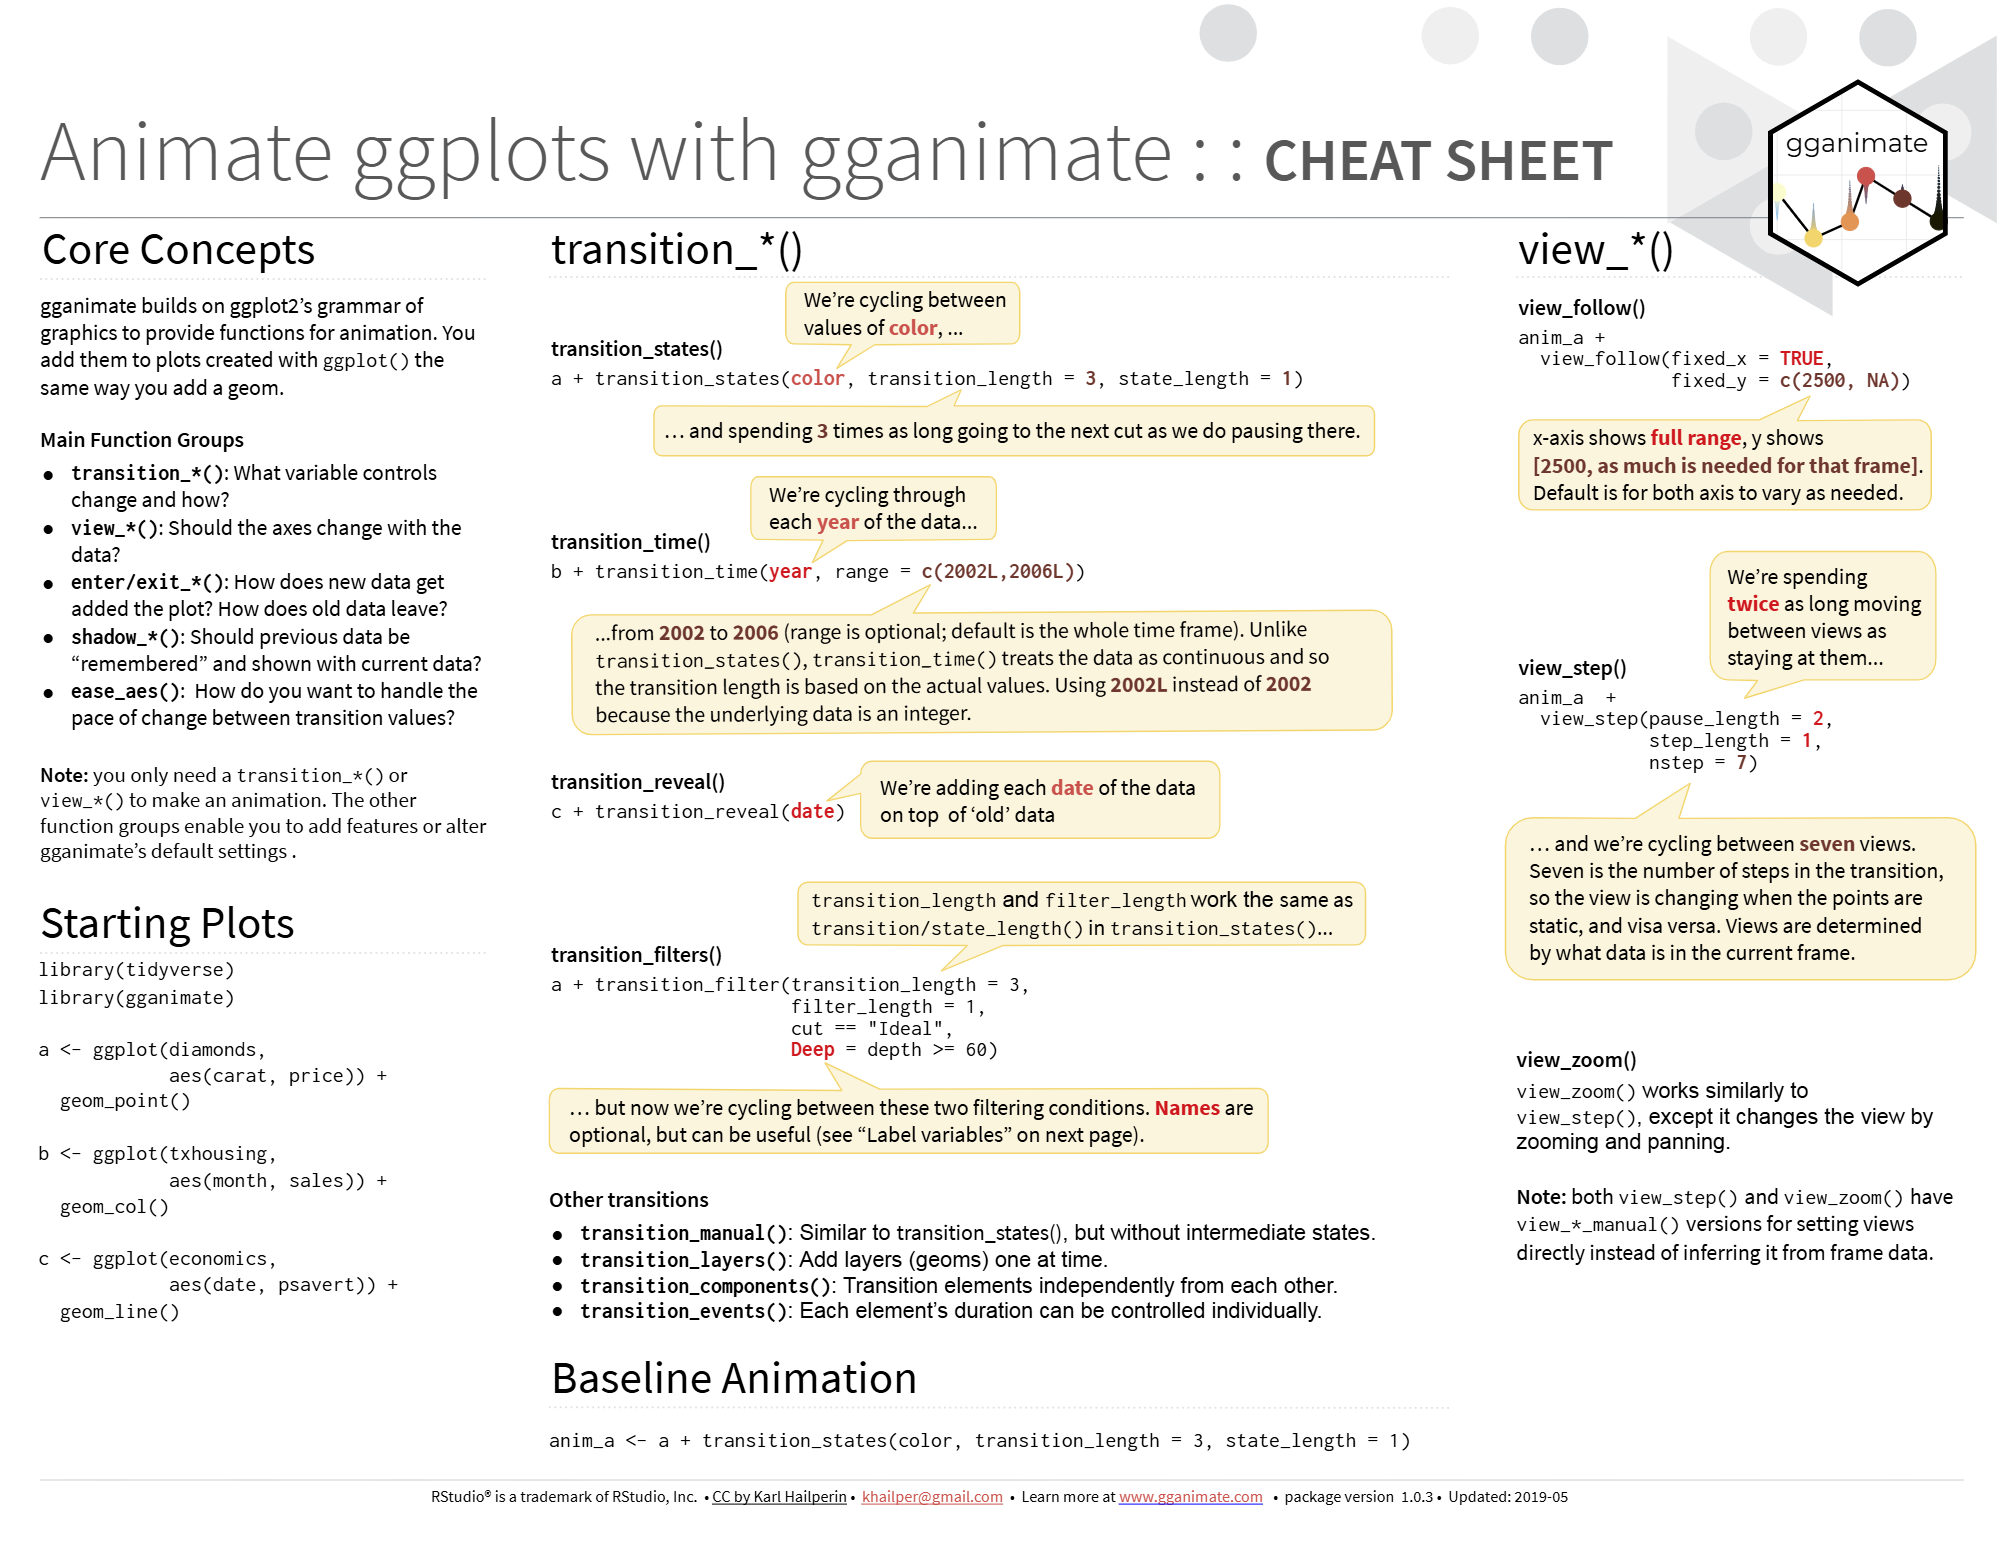 Animate ggplots with gganimate : : CHEAT SHEET
gganimate
Core Concepts
gganimate builds on ggplot2’s grammar of
graphics to provide functions for animation. You
add them to plots created with ggplot() the
same way you add a geom.
Main Function Groups
● transition_*(): What variable controls
change and how?
● view_*(): Should the axes change with the
data?
● enter/exit_*(): How does new data get
added the plot? How does old data leave?
● shadow_*(): Should previous data be
“remembered” and shown with current data?
● ease_aes():  How do you want to handle the
pace of change between transition values?
Note: you only need a transition_*() or
view_*() to make an animation. The other
function groups enable you to add features or alter
gganimate’s default settings .
Starting Plots
library(tidyverse)
library(gganimate)
a <- ggplot(diamonds,
            aes(carat, price)) +
  geom_point()
b <- ggplot(txhousing,
            aes(month, sales)) +
  geom_col()
c <- ggplot(economics,
            aes(date, psavert)) +
  geom_line()
transition_*()
We’re cycling between
values of color, ...
transition_states()
a + transition_states(color, transition_length = 3, state_length = 1)
… and spending 3 times as long going to the next cut as we do pausing there.
We’re cycling through
each year of the data...
transition_time()
b + transition_time(year, range = c(2002L,2006L))
...from 2002 to 2006 (range is optional; default is the whole time frame). Unlike
transition_states(), transition_time() treats the data as continuous and so
the transition length is based on the actual values. Using 2002L instead of 2002
because the underlying data is an integer.
transition_reveal()
c + transition_reveal(date)
We’re adding each date of the data
on top  of ‘old’ data
transition_length and filter_length work the same as
transition/state_length() in transition_states()...
transition_filters()
a + transition_filter(transition_length = 3,
                      filter_length = 1,
                      cut == "Ideal",
                      Deep = depth >= 60)
… but now we’re cycling between these two filtering conditions. Names are
optional, but can be useful (see “Label variables” on next page).
Other transitions
● transition_manual(): Similar to transition_states(), but without intermediate states.
● transition_layers(): Add layers (geoms) one at time.
● transition_components(): Transition elements independently from each other.
● transition_events(): Each element’s duration can be controlled individually.
Baseline Animation
anim_a <- a + transition_states(color, transition_length = 3, state_length = 1)
view_*()
view_follow()
anim_a +
  view_follow(fixed_x = TRUE,
              fixed_y = c(2500, NA))
x-axis shows full range, y shows
[2500, as much is needed for that frame].
Default is for both axis to vary as needed.
We’re spending
twice as long moving
between views as
staying at them...
view_step()
anim_a  +
  view_step(pause_length = 2,
            step_length = 1,
            nstep = 7)
… and we’re cycling between seven views.
Seven is the number of steps in the transition,
so the view is changing when the points are
static, and visa versa. Views are determined
by what data is in the current frame.
view_zoom()
view_zoom() works similarly to
view_step(), except it changes the view by
zooming and panning.
Note: both view_step() and view_zoom() have
view_*_manual() versions for setting views
directly instead of inferring it from frame data.
RStudio® is a trademark of RStudio, Inc. • CC by Karl Hailperin • khailper@gmail.com • Learn more at www.gganimate.com • package version 1.0.3 • Updated: 2019-05